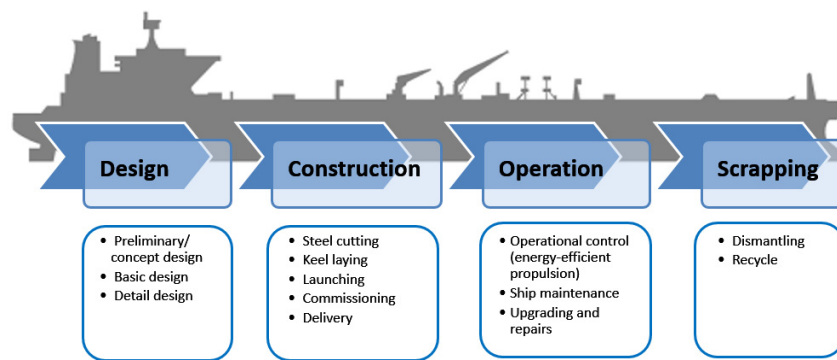 Design
Construction
Operation
Scrapping
• Preliminary/
concept design
• Basic design
• Detail design
• Steel cutting
• Keel laying
• Launching
• Commissioning
• Delivery
• Operational control
(energy-efficient
propulsion)
• Ship maintenance
• Upgrading and
repairs
• Dismantling
• Recycle